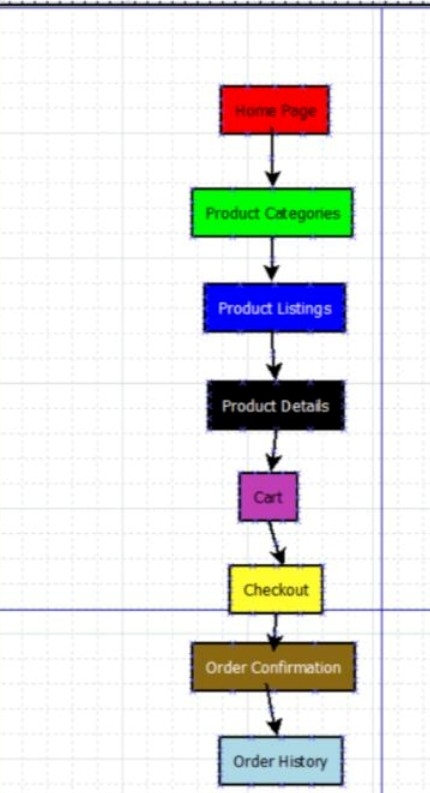 Home Page
Product Categories
Product Listings
Product Details
Cart
Checkout
Order Confirmation
Order History